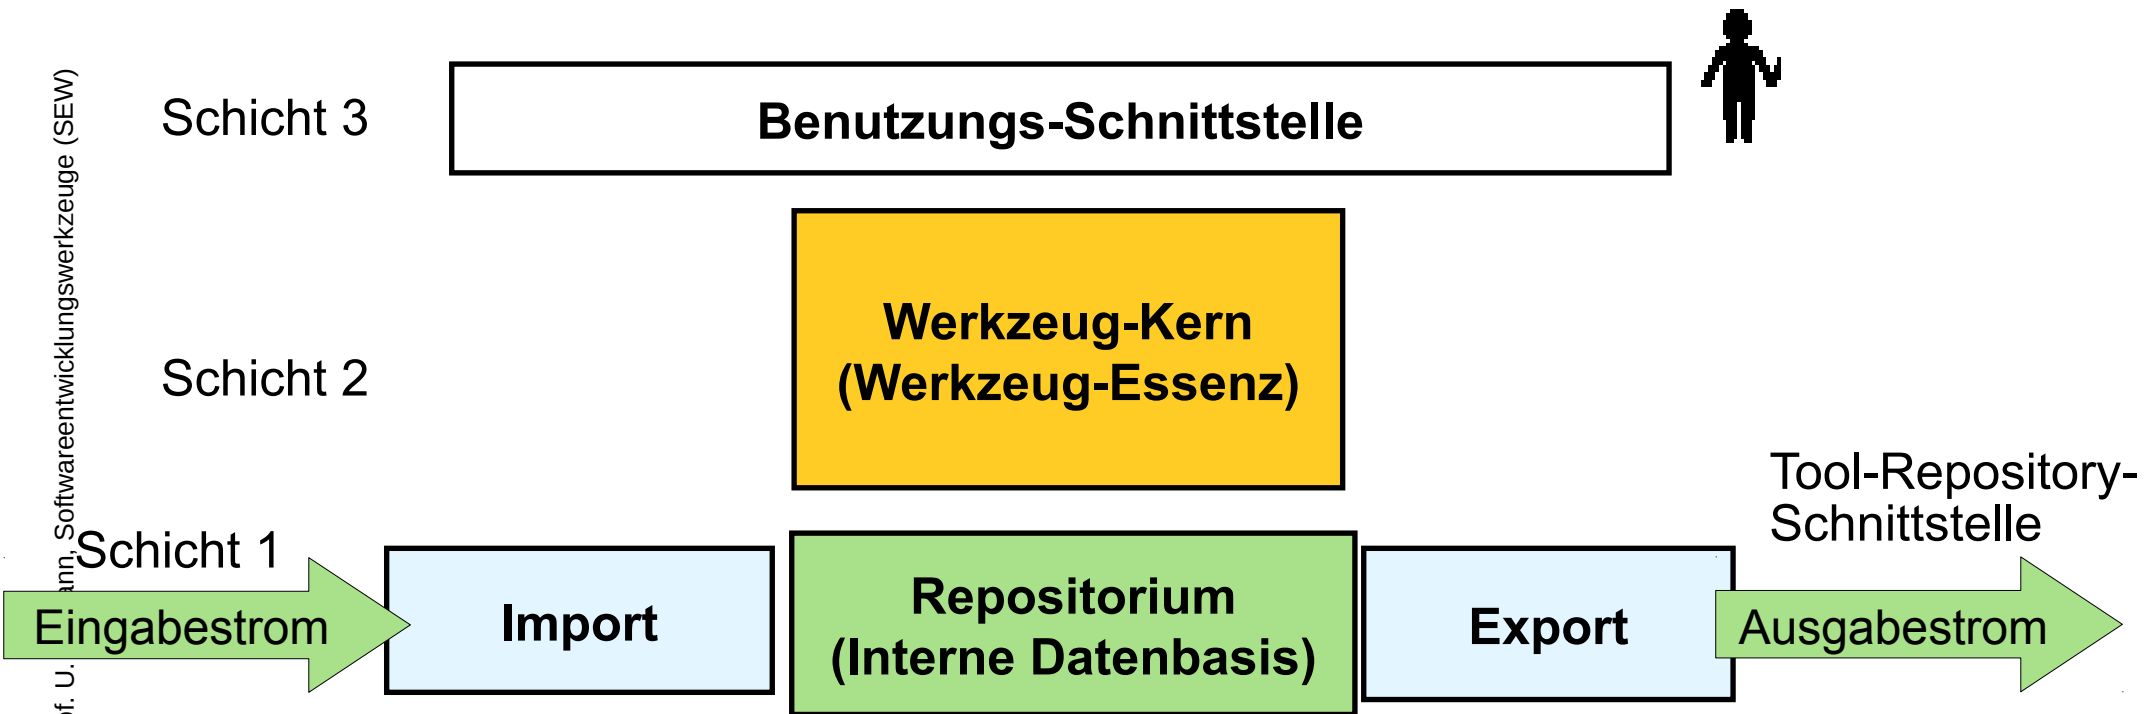 Schicht 3
Benutzungs-Schnittstelle
Werkzeug-Kern
(Werkzeug-Essenz)
Schicht 2
Tool-Repository-
Schnittstelle
Schicht 1
Eingabestrom
Import
Repositorium
(Interne Datenbasis)
Export
Ausgabestrom
U.
Softwareentwicklungswerkzeuge (SEW)